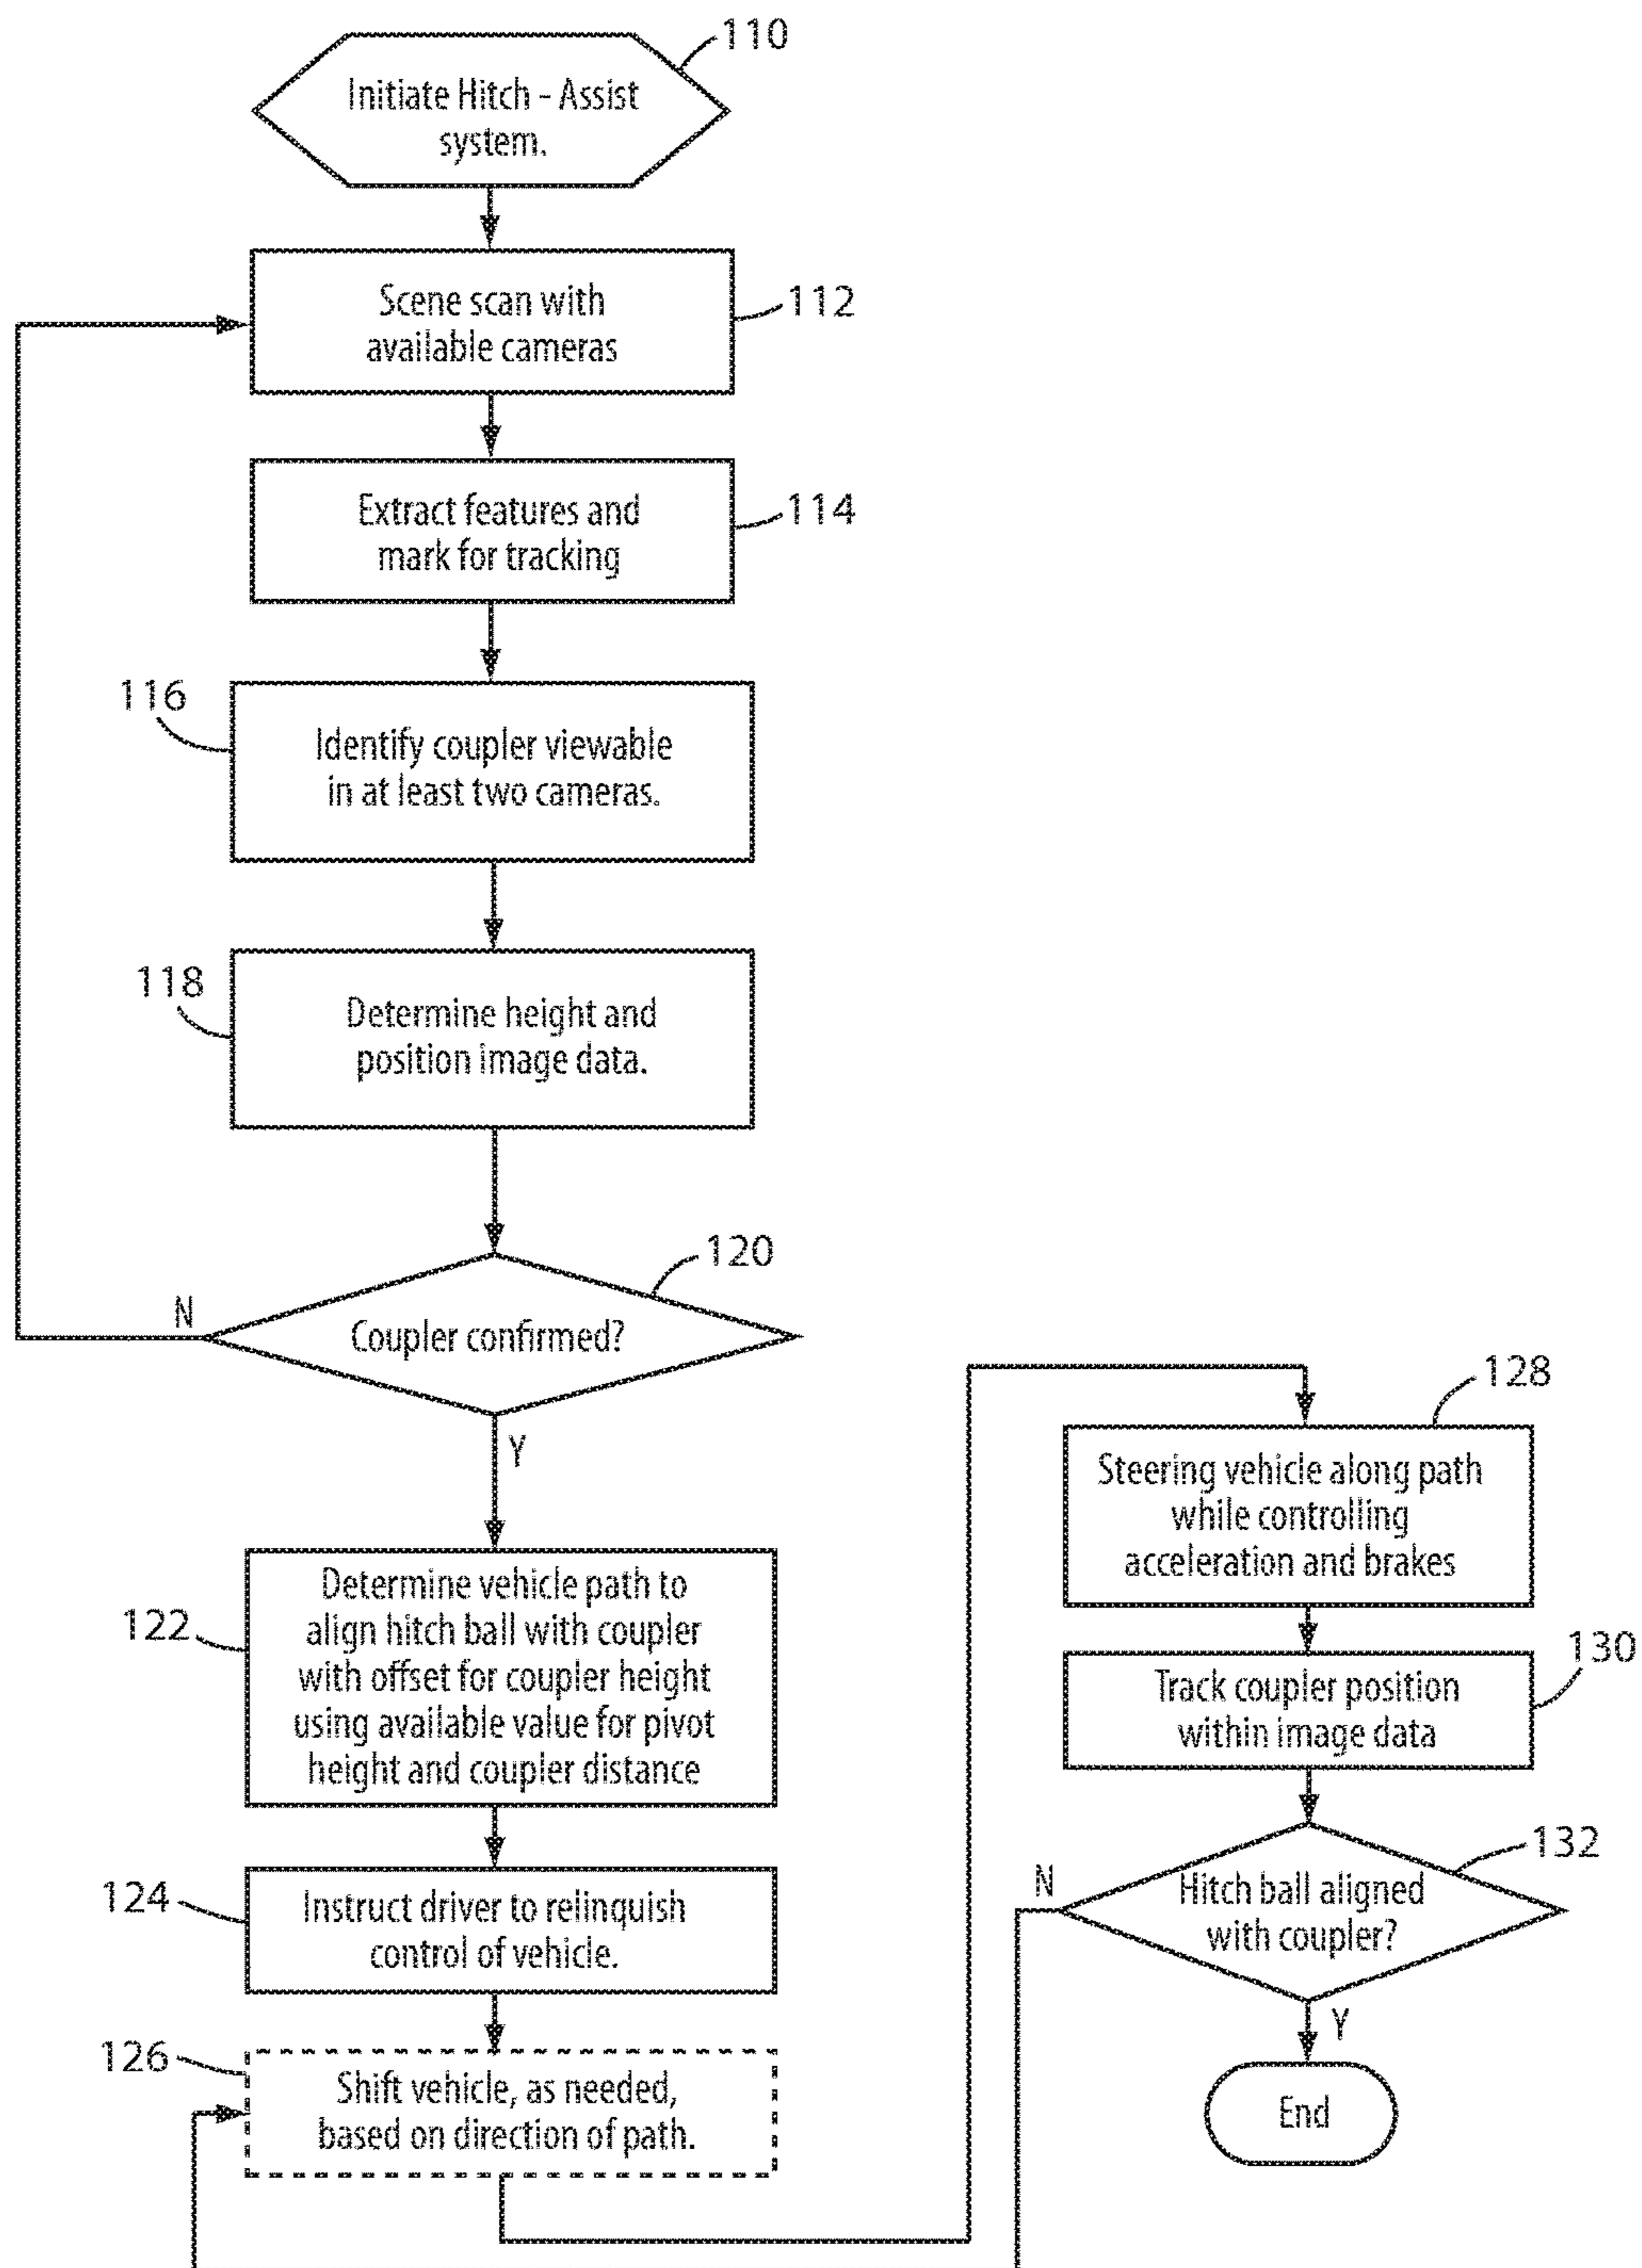 110
Initiate Hitch - Assist
system.
112
Scene scan with
available cameras
114
Extract features and
mark for tracking
116
Identify coupler viewable
in at least two cameras.
118
Determine height and
position image data.
120
Coupler confirmed?
N
Y
122
Determine vehicle path to
align hitch ball with coupler
with offset for coupler height
using available value for pivot
height and coupler distance
124
Instruct driver to relinquish
control of vehicle.
126
Shift vehicle, as needed,
based on direction of path.
128
Steering vehicle along path
while controlling
acceleration and brakes
130
Track coupler position
within image data
132
Hitch ball aligned
with coupler?
N
Y
End